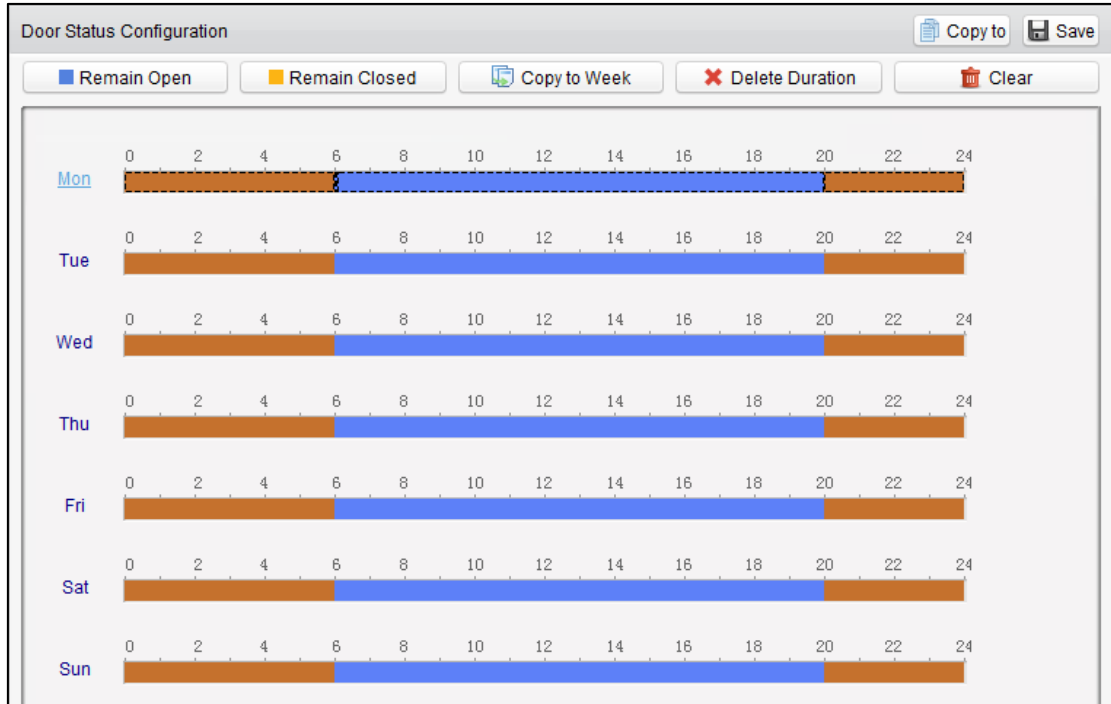 Door Status Configuration Copy to Save
Remain Open Remain Closed Copy to Week Delete Duration Clear
0 2 4 6 8 10 12 14 16 18 20 22 24
Mon
0 2 4 6 8 10 12 14 16 18 20 22 24
Tue
0 2 4 6 8 10 12 14 16 18 20 22 24
Wed
0 2 4 6 8 10 12 14 16 18 20 22 24
Thu
0 2 4 6 8 10 12 14 16 18 20 22 24
Fri
0 2 4 6 8 10 12 14 16 18 20 22 24
Sat
0 2 4 6 8 10 12 14 16 18 20 22 24
Sun